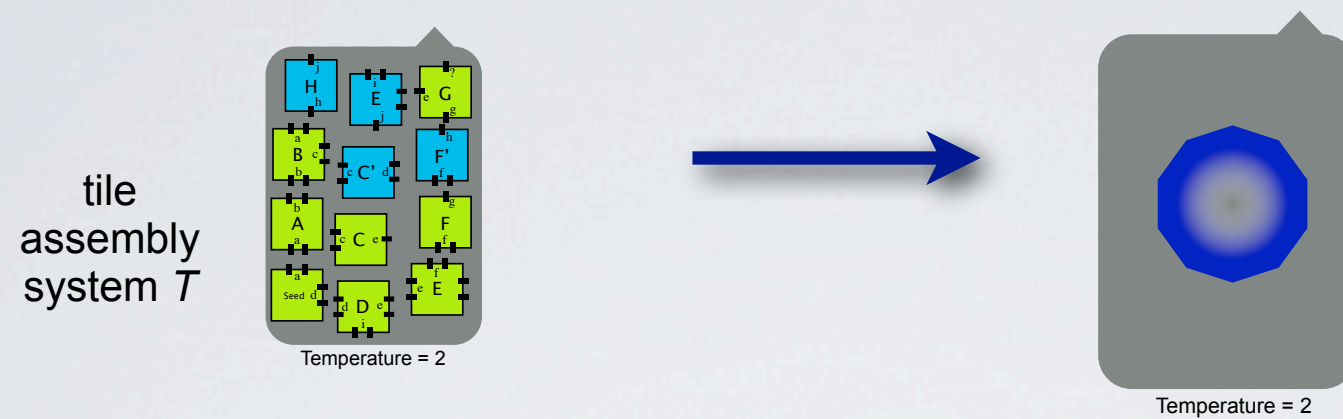 tile
assembly
system T
j
H
h
i
E
j
?
e G
g
a
B c
b
c C' d
h
F'
f
b
A
a
c C e
g
F
f
a
Seed d
d D e
i
f
e E
Temperature = 2
Temperature = 2